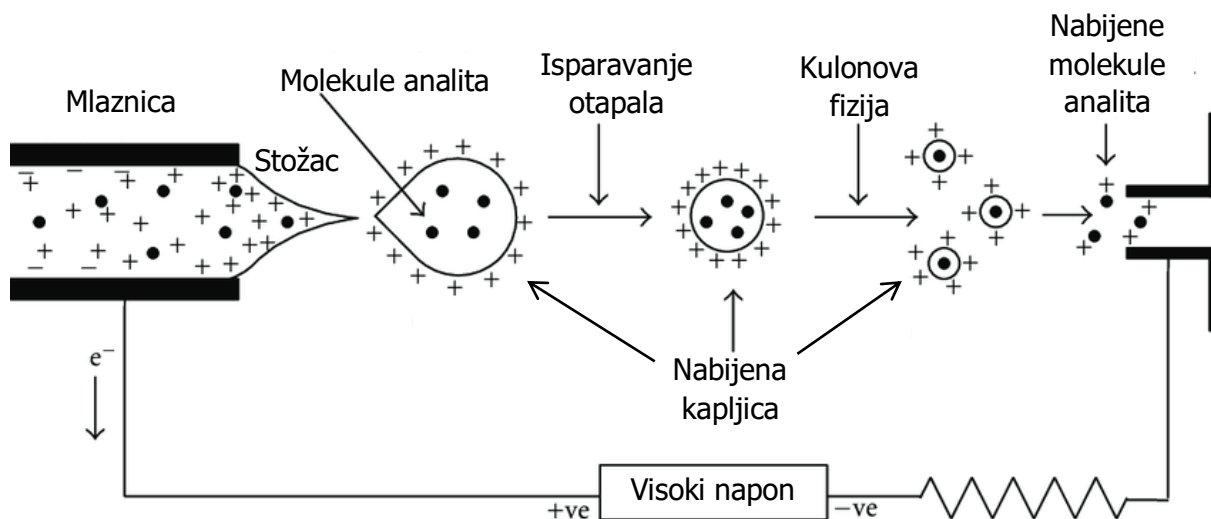 Mlaznica
Stožac
Molekule analita
Isparavanje
otapala
Kulonova
fizija
Nabijene
molekule
analita
Nabijena
kapljica
e⁻
Visoki napon
+ve
−ve